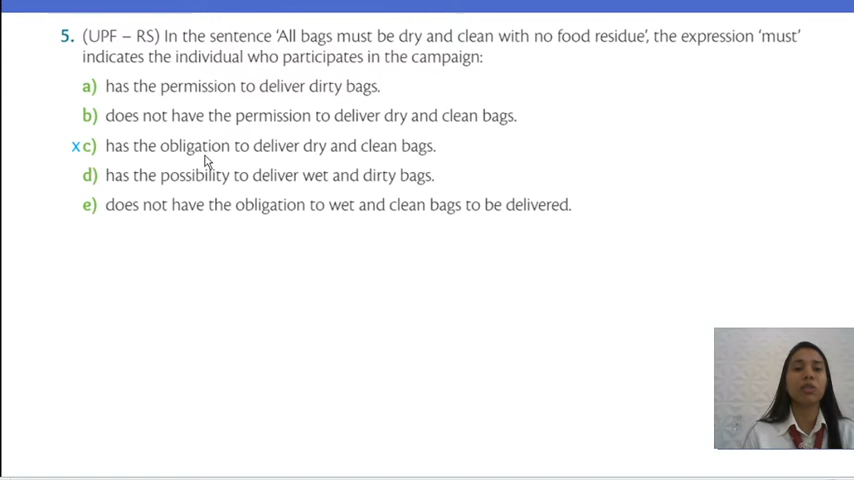 5. (UPF – RS) In the sentence ‘All bags must be dry and clean with no food residue’, the expression ‘must’
indicates the individual who participates in the campaign:
a) has the permission to deliver dirty bags.
b) does not have the permission to deliver dry and clean bags.
x c) has the obligation to deliver dry and clean bags.
d) has the possibility to deliver wet and dirty bags.
e) does not have the obligation to wet and clean bags to be delivered.